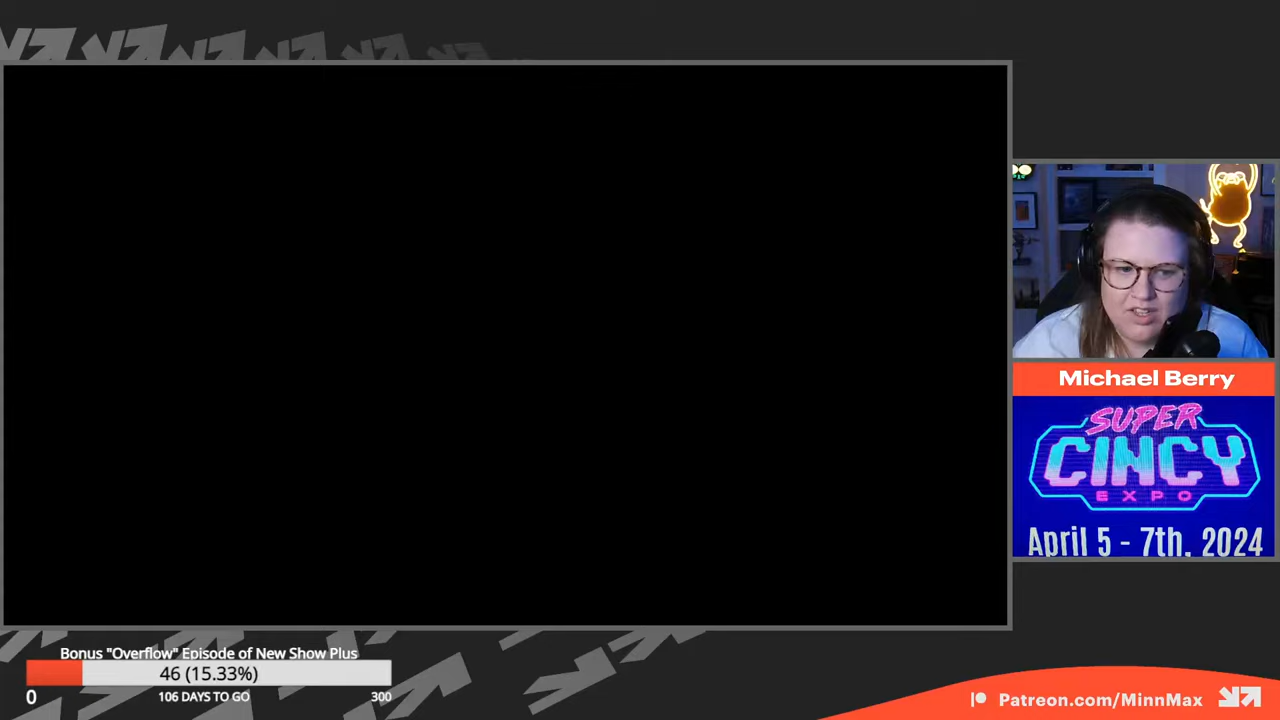 Michael Berry
SUPER
CINCY
EXPO
April 5 - 7th, 2024
Bonus "Overflow" Episode of New Show Plus
46 (15.33%)
0
106 DAYS TO GO
300
Patreon.com/MinnMax